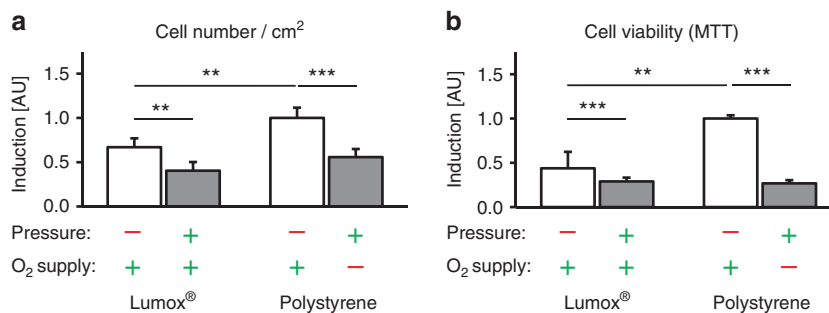 a
Cell number / cm²
Induction [AU]
1.5
1.0
0.5
0.0
**
***
**
Pressure: − + − +
O₂ supply: + + + −
Lumox® Polystyrene
b
Cell viability (MTT)
Induction [AU]
1.5
1.0
0.5
0.0
**
***
***
− + − +
+ + + −
Lumox® Polystyrene